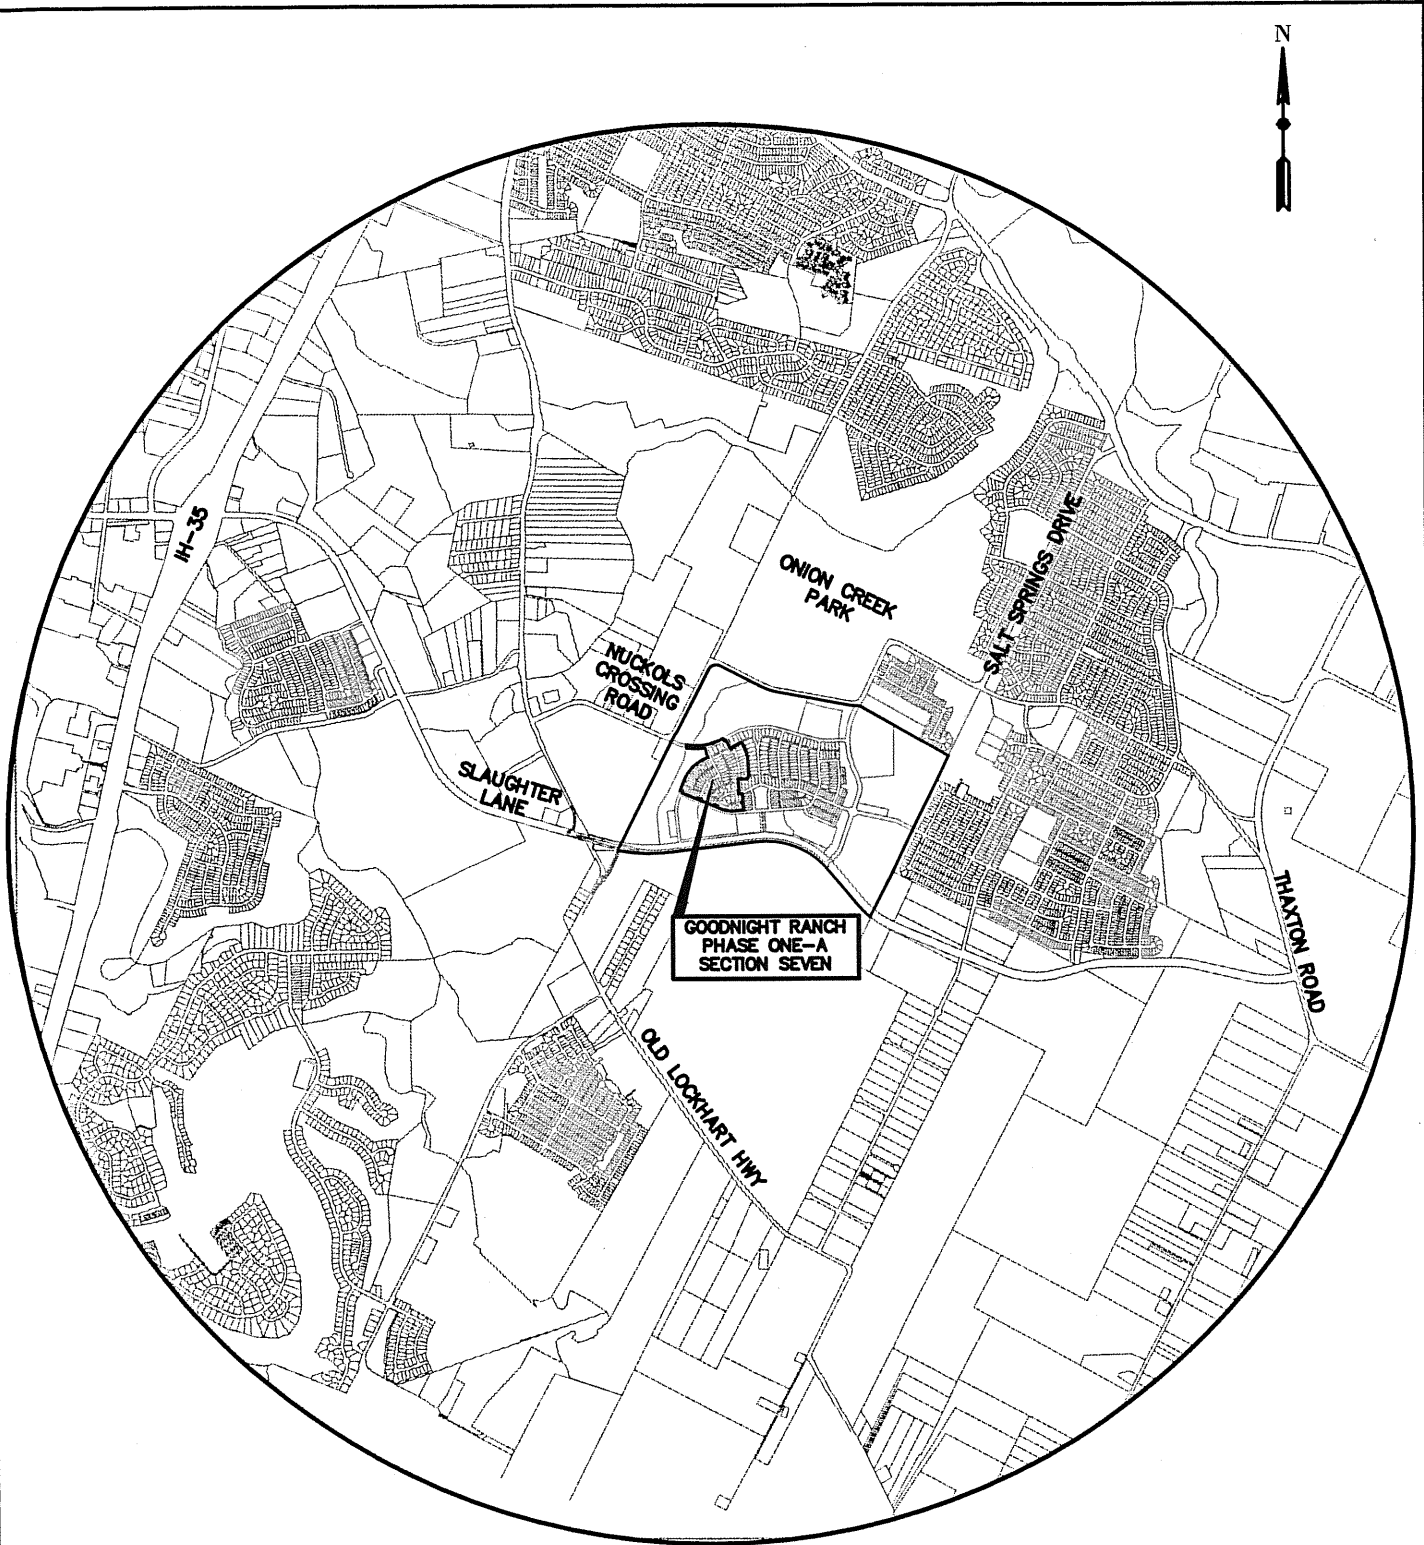 N
IH-35
ONION CREEK
PARK
SALT SPRINGS DRIVE
NUCKOLS
CROSSING
ROAD
SLAUGHTER
LANE
THAXTON ROAD
GOODNIGHT RANCH
PHASE ONE-A
SECTION SEVEN
OLD LOCKHART HWY